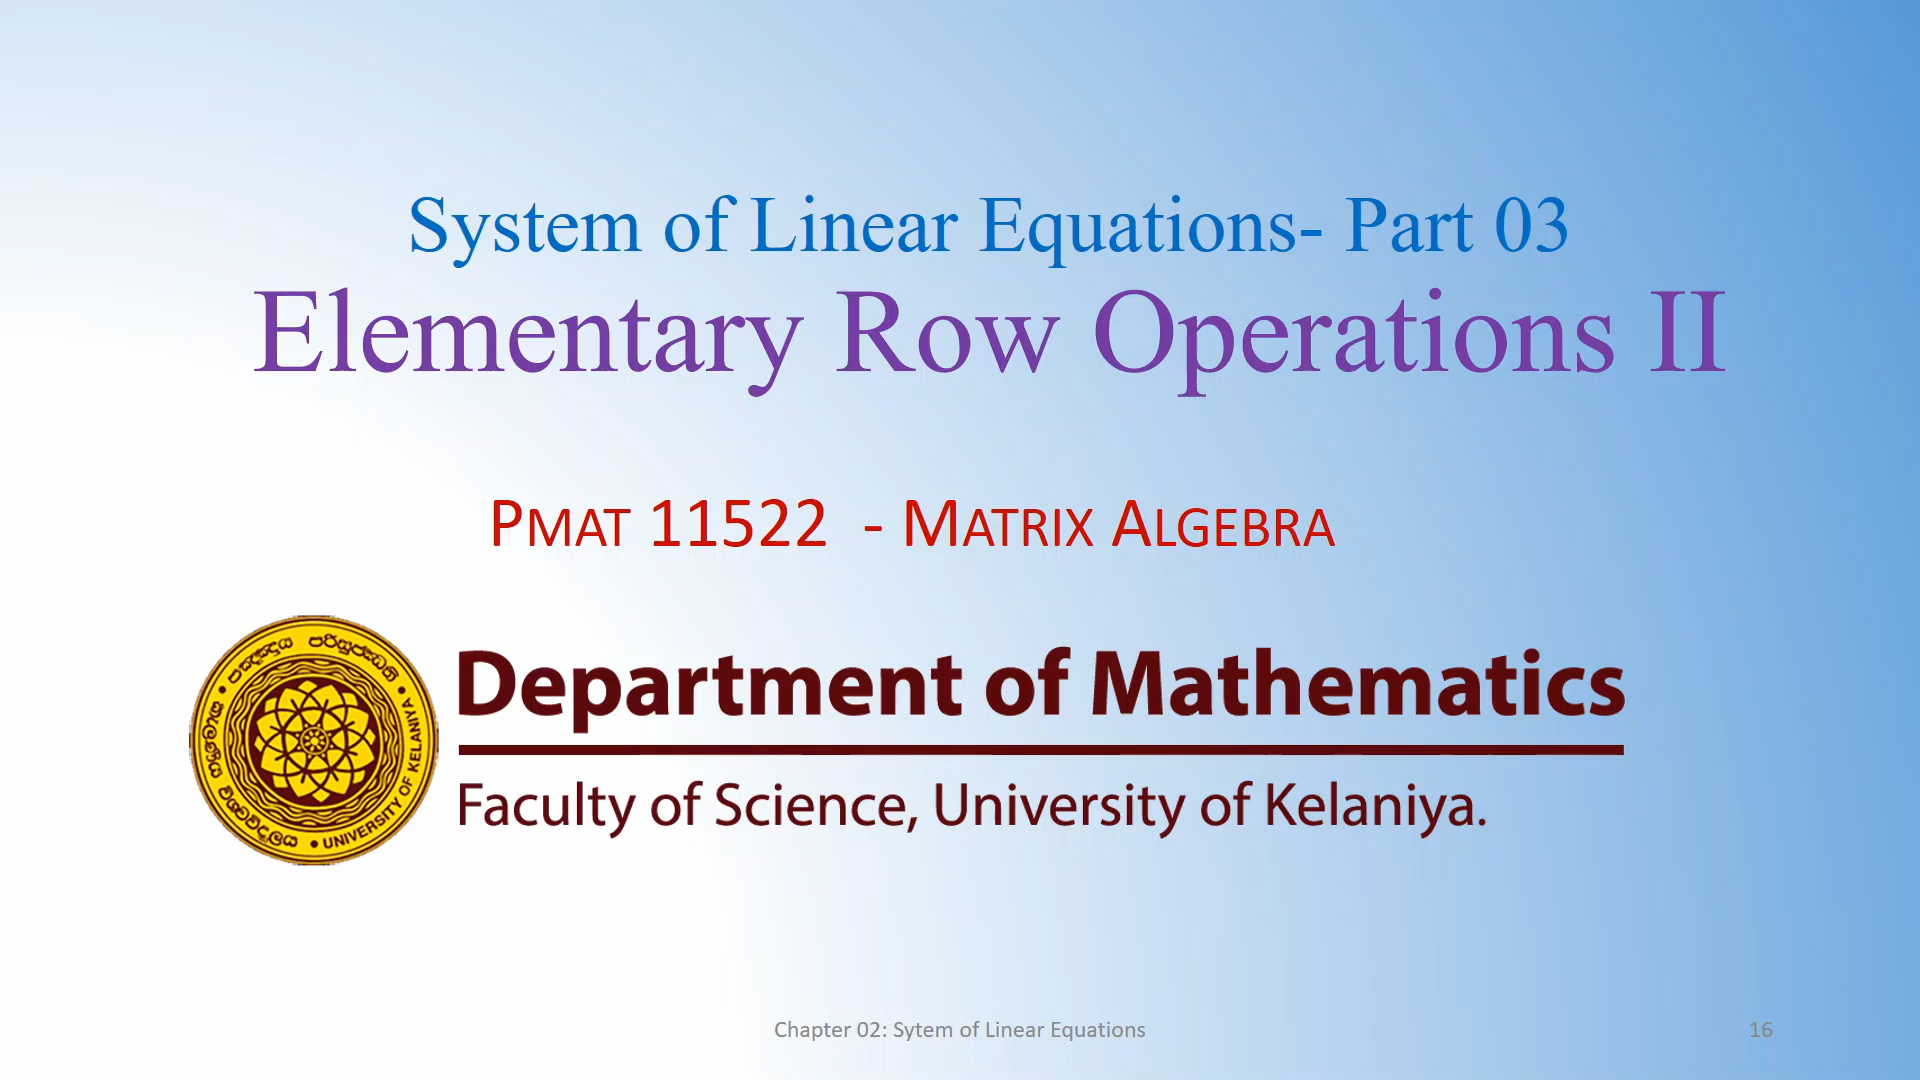 System of Linear Equations- Part 03
Elementary Row Operations II
PMAT 11522 - MATRIX ALGEBRA
Department of Mathematics
Faculty of Science, University of Kelaniya.
UNIVERSITY OF KELANIYA
Chapter 02: Sytem of Linear Equations
16